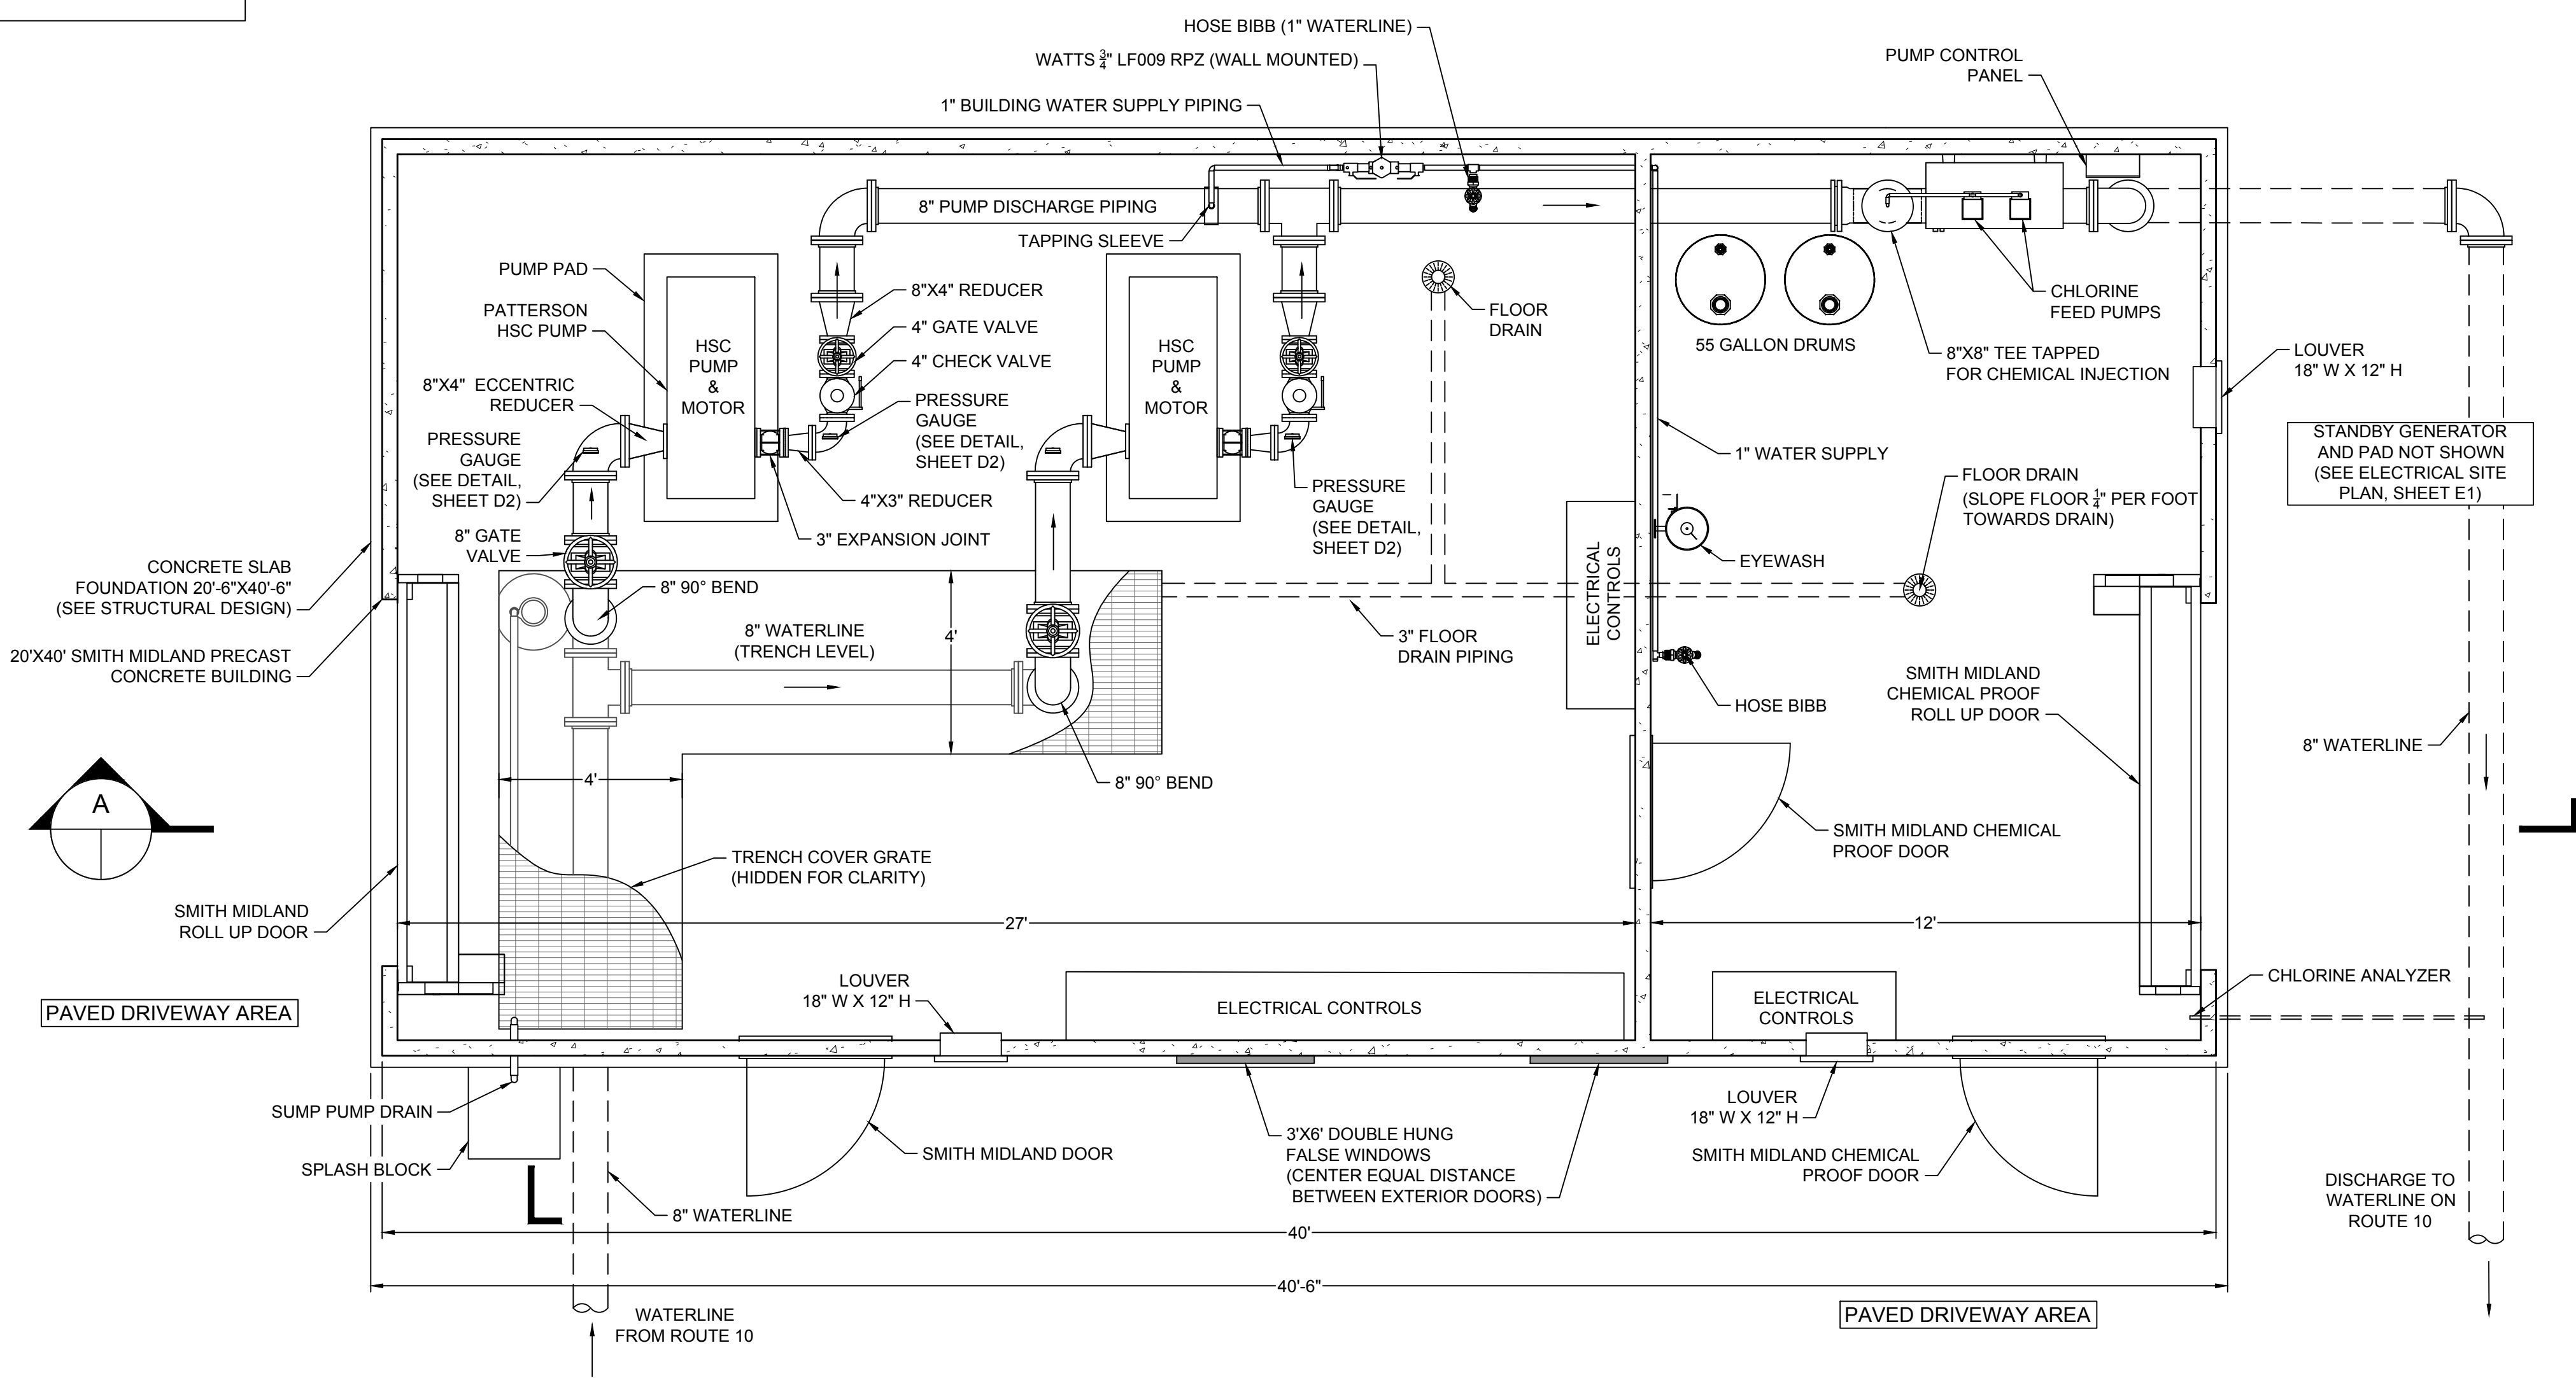 HOSE BIBB (1" WATERLINE)
WATTS 3/4" LF009 RPZ (WALL MOUNTED)
1" BUILDING WATER SUPPLY PIPING
PUMP CONTROL
PANEL
8" PUMP DISCHARGE PIPING
TAPPING SLEEVE
PUMP PAD
PATTERSON
HSC PUMP
8"X4" ECCENTRIC
REDUCER
PRESSURE
GAUGE
(SEE DETAIL,
SHEET D2)
8" GATE
VALVE
HSC
PUMP
&
MOTOR
8"X4" REDUCER
4" GATE VALVE
4" CHECK VALVE
PRESSURE
GAUGE
(SEE DETAIL,
SHEET D2)
4"X3" REDUCER
3" EXPANSION JOINT
HSC
PUMP
&
MOTOR
PRESSURE
GAUGE
(SEE DETAIL,
SHEET D2)
FLOOR
DRAIN
55 GALLON DRUMS
CHLORINE
FEED PUMPS
8"X8" TEE TAPPED
FOR CHEMICAL INJECTION
LOUVER
18" W X 12" H
STANDBY GENERATOR
AND PAD NOT SHOWN
(SEE ELECTRICAL SITE
PLAN, SHEET E1)
1" WATER SUPPLY
FLOOR DRAIN
(SLOPE FLOOR 1/4" PER FOOT
TOWARDS DRAIN)
EYEWASH
ELECTRICAL
CONTROLS
CONCRETE SLAB
FOUNDATION 20'-6"X40'-6"
(SEE STRUCTURAL DESIGN)
20'X40' SMITH MIDLAND PRECAST
CONCRETE BUILDING
8" 90° BEND
8" WATERLINE
(TRENCH LEVEL)
4'
3" FLOOR
DRAIN PIPING
HOSE BIBB
SMITH MIDLAND
CHEMICAL PROOF
ROLL UP DOOR
8" WATERLINE
4'
8" 90° BEND
A
SMITH MIDLAND CHEMICAL
PROOF DOOR
TRENCH COVER GRATE
(HIDDEN FOR CLARITY)
SMITH MIDLAND
ROLL UP DOOR
27'
12'
PAVED DRIVEWAY AREA
LOUVER
18" W X 12" H
ELECTRICAL CONTROLS
ELECTRICAL
CONTROLS
CHLORINE ANALYZER
SUMP PUMP DRAIN
SPLASH BLOCK
SMITH MIDLAND DOOR
8" WATERLINE
3'X6' DOUBLE HUNG
FALSE WINDOWS
(CENTER EQUAL DISTANCE
BETWEEN EXTERIOR DOORS)
LOUVER
18" W X 12" H
SMITH MIDLAND CHEMICAL
PROOF DOOR
DISCHARGE TO
WATERLINE ON
ROUTE 10
40'
40'-6"
WATERLINE
FROM ROUTE 10
PAVED DRIVEWAY AREA